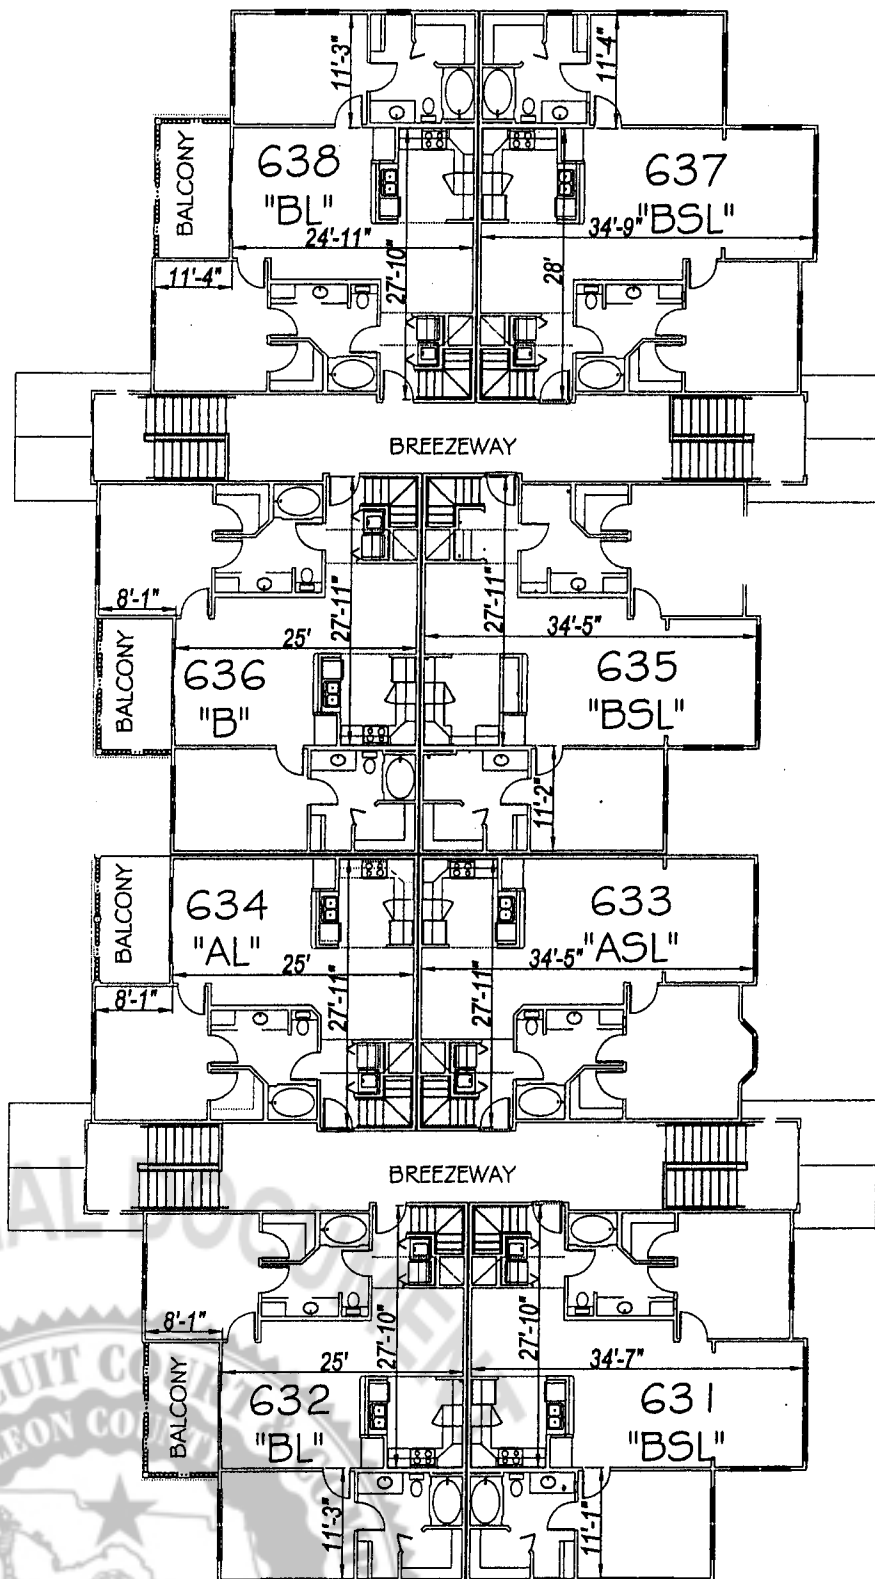 11'-3"
11'-4"
BALCONY
638
"BL"
24'-11"
27'-10"
11'-4"
637
"BSL"
34'-9"
28'
BREEZEWAY
8'-1"
BALCONY
636
"B"
25'
27'-11"
27'-11"
34'-5"
635
"BSL"
11'-2"
BALCONY
634
"AL"
25'
27'-11"
8'-1"
633
"ASL"
34'-5"
27'-11"
BREEZEWAY
8'-1"
BALCONY
632
"BL"
25'
27'-10"
27'-10"
34'-7"
631
"BSL"
11'-3"
11'-1"